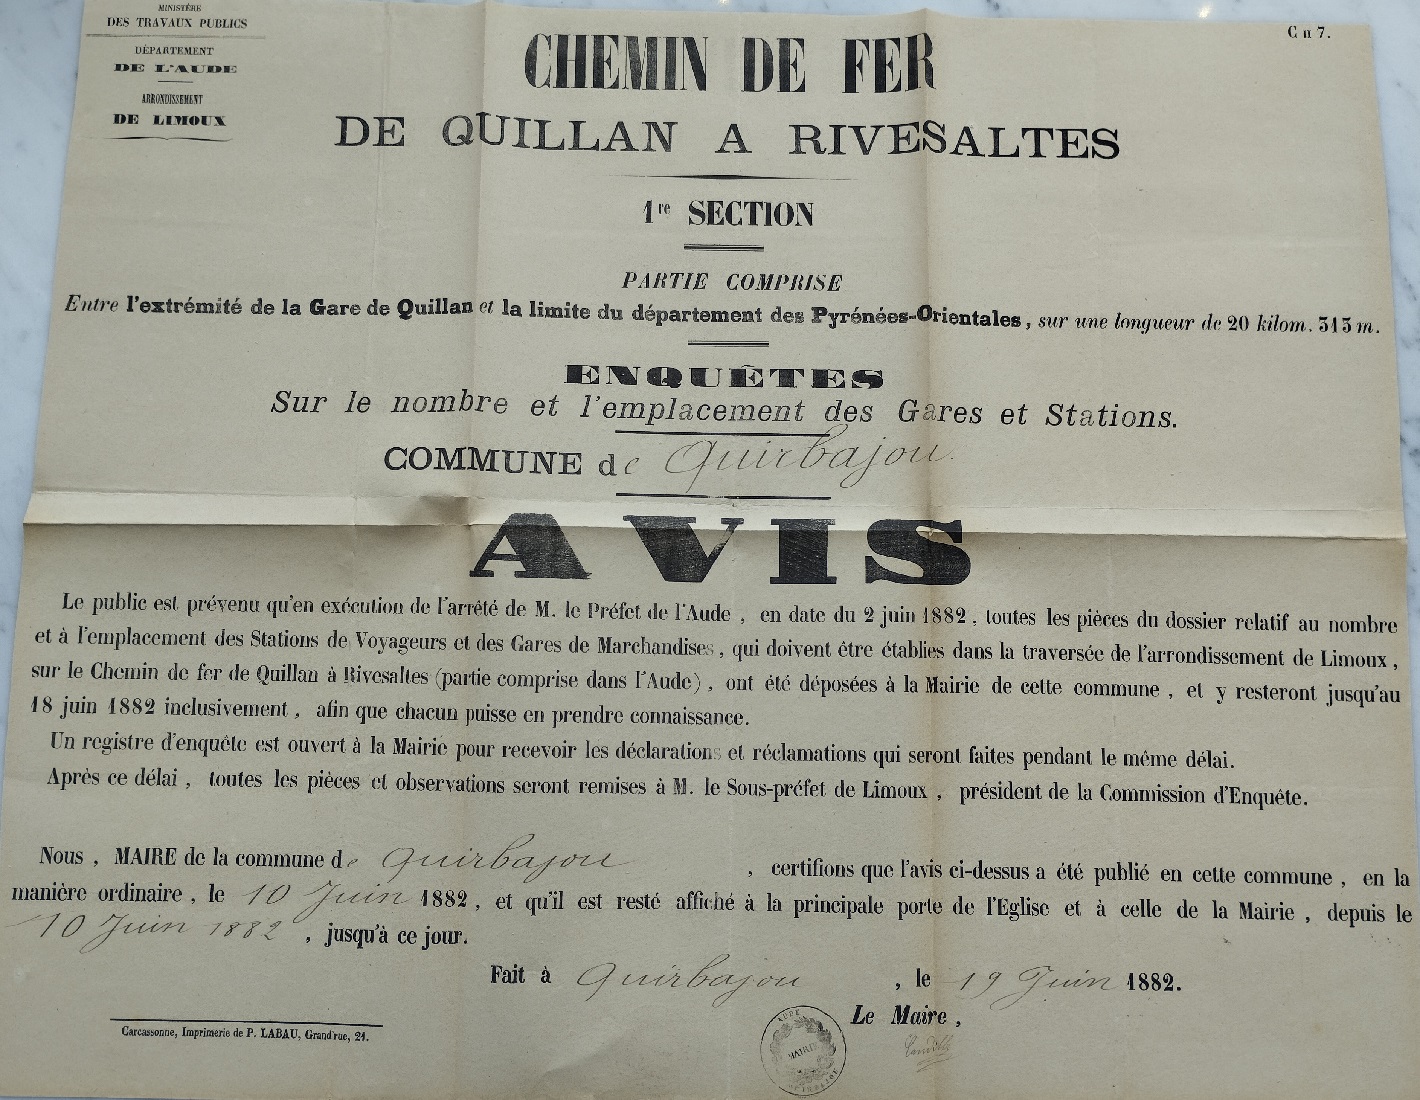 MINISTÈRE
DES TRAVAUX PUBLICS
DÉPARTEMENT
DE L'AUDE
ARRONDISSEMENT
DE LIMOUX
C n 7.
CHEMIN DE FER
DE QUILLAN A RIVESALTES
1re SECTION
PARTIE COMPRISE
Entre l'extrémité de la Gare de Quillan et la limite du département des Pyrénées-Orientales, sur une longueur de 20 kilom. 313 m.
ENQUÊTES
Sur le nombre et l'emplacement des Gares et Stations.
COMMUNE de Quirbajou.
AVIS
Le public est prévenu qu'en exécution de l'arrêté de M. le Préfet de l'Aude, en date du 2 juin 1882, toutes les pièces du dossier relatif au nombre
et à l'emplacement des Stations de Voyageurs et des Gares de Marchandises, qui doivent être établies dans la traversée de l'arrondissement de Limoux,
sur le Chemin de fer de Quillan à Rivesaltes (partie comprise dans l'Aude), ont été déposées à la Mairie de cette commune, et y resteront jusqu'au
18 juin 1882 inclusivement, afin que chacun puisse en prendre connaissance.
Un registre d'enquête est ouvert à la Mairie pour recevoir les déclarations et réclamations qui seront faites pendant le même délai.
Après ce délai, toutes les pièces et observations seront remises à M. le Sous-préfet de Limoux, président de la Commission d'Enquête.
Nous, MAIRE de la commune de Quirbajou, certifions que l'avis ci-dessus a été publié en cette commune, en la
manière ordinaire, le 10 Juin 1882, et qu'il est resté affiché à la principale porte de l'Eglise et à celle de la Mairie, depuis le
10 Juin 1882, jusqu'à ce jour.
Fait à Quirbajou, le 19 Juin 1882.
Le Maire,
AUDE
MAIRIE
QUIRBAJOU
Carcassonne, Imprimerie de P. LABAU, Grand'rue, 21.